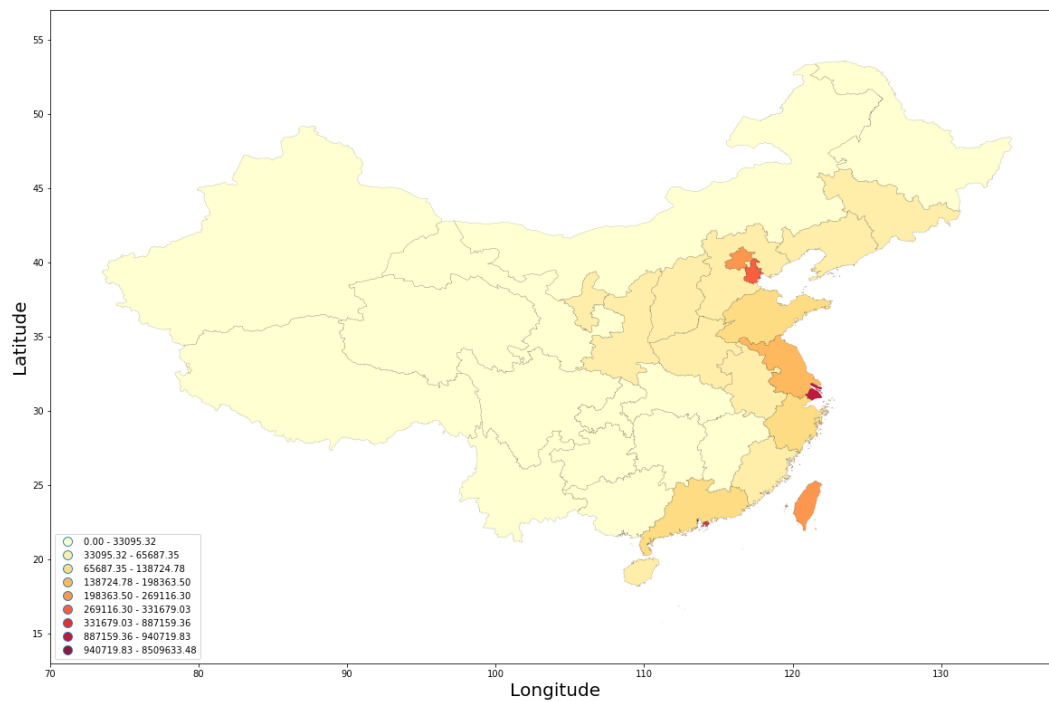 55
50
45
40
35
30
25
20
15
Latitude
0.00 - 33095.32
33095.32 - 65687.35
65687.35 - 138724.78
138724.78 - 198363.50
198363.50 - 269116.30
269116.30 - 331679.03
331679.03 - 887159.36
887159.36 - 940719.83
940719.83 - 8509633.48
70 80 90 100 110 120 130
Longitude